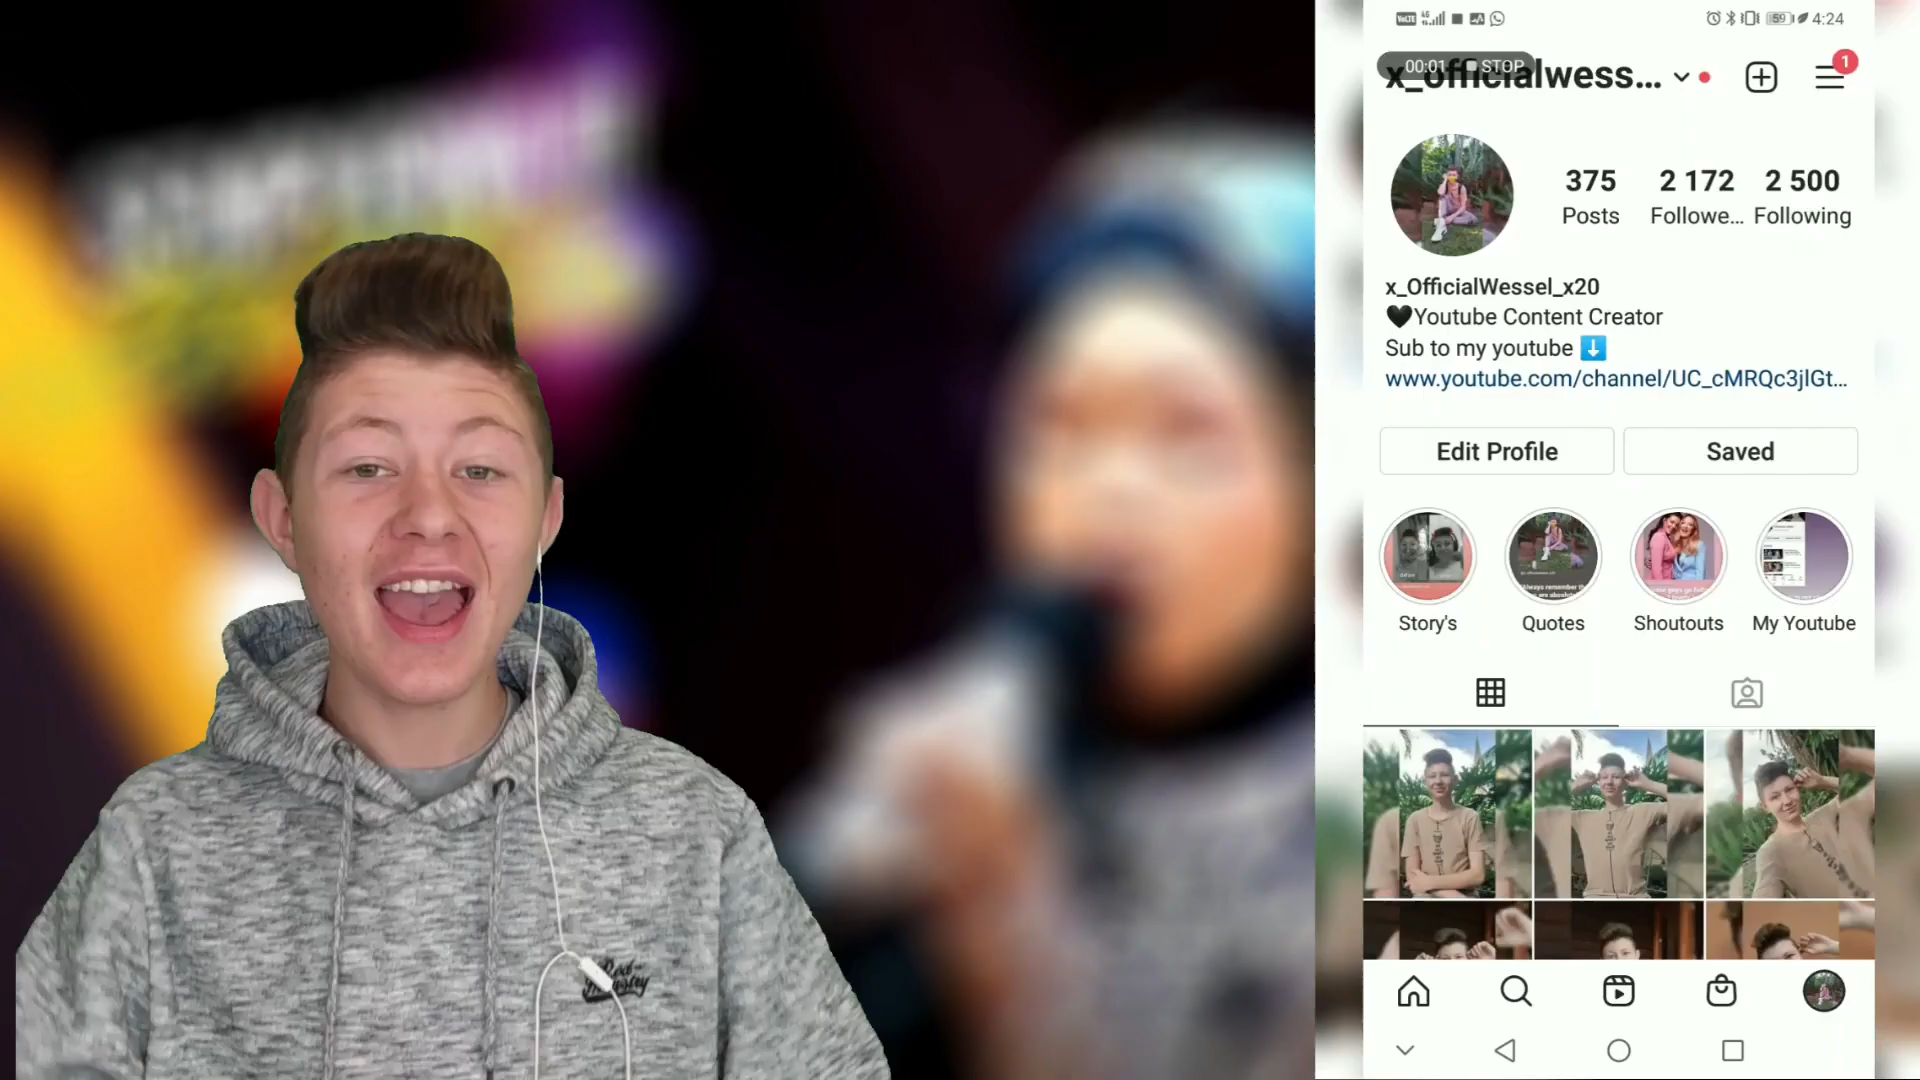 4:24
59
00:01 STOP
x_officialwess...
1
375 2 172 2 500
Posts Followe... Following
x_OfficialWessel_x20
🖤Youtube Content Creator
Sub to my youtube ⬇️
www.youtube.com/channel/UC_cMRQc3jlGt...
Edit Profile Saved
Story's Quotes Shoutouts My Youtube